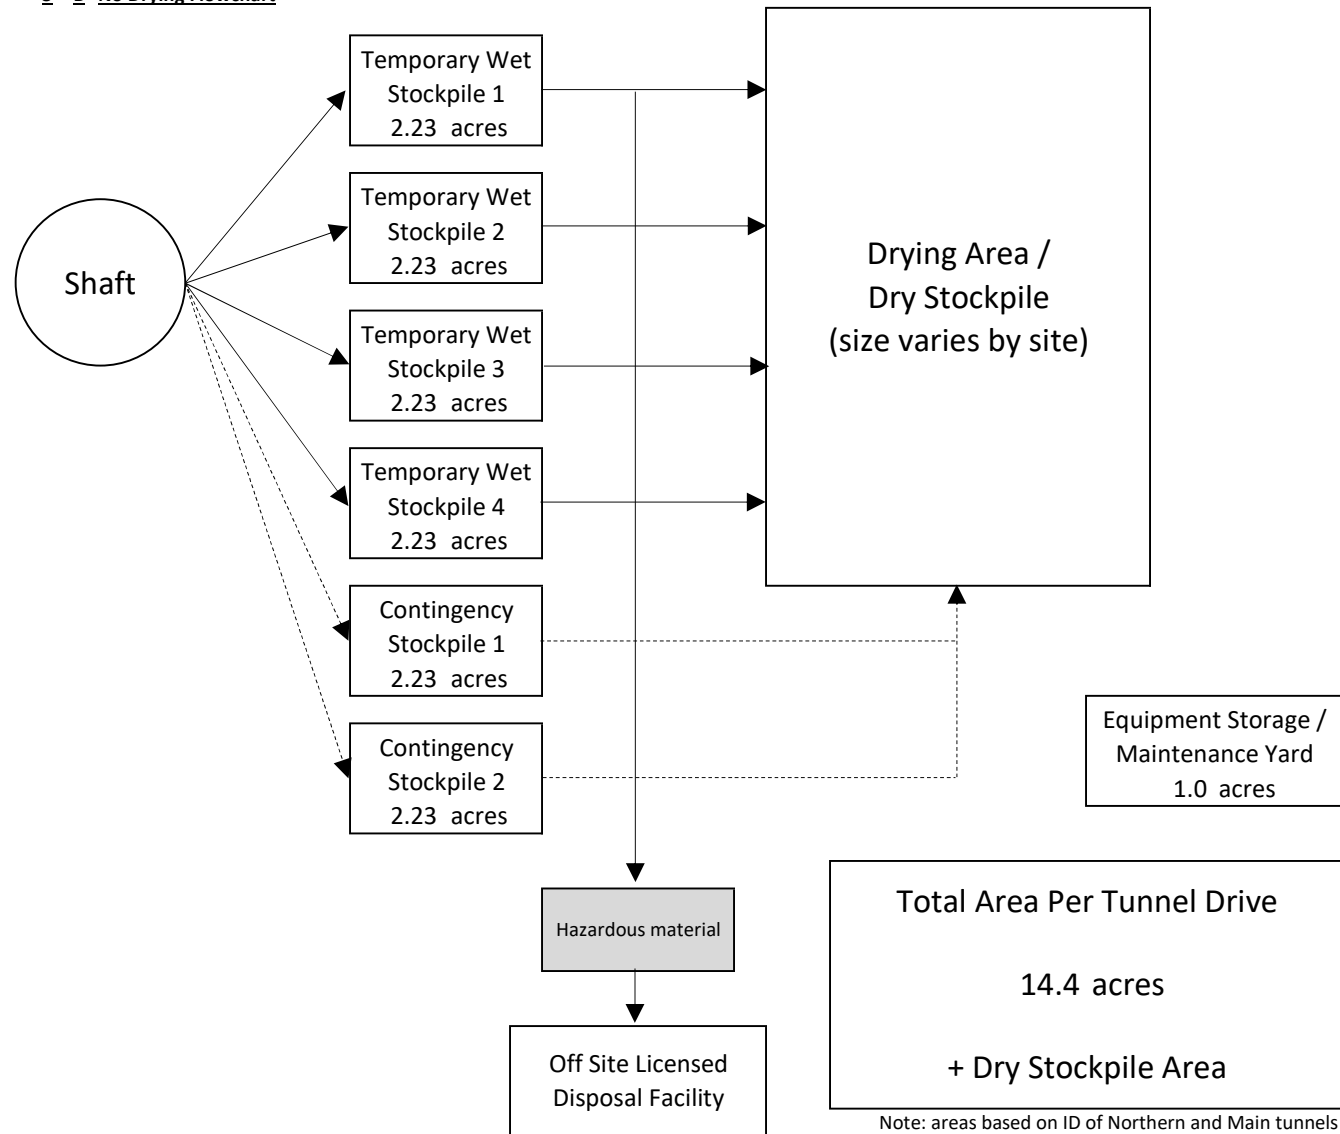 No Drying Flowchart
Temporary Wet
Stockpile 1
2.23 acres
Temporary Wet
Stockpile 2
2.23 acres
Shaft
Temporary Wet
Stockpile 3
2.23 acres
Temporary Wet
Stockpile 4
2.23 acres
Contingency
Stockpile 1
2.23 acres
Contingency
Stockpile 2
2.23 acres
Drying Area /
Dry Stockpile
(size varies by site)
Equipment Storage /
Maintenance Yard
1.0 acres
Hazardous material
Off Site Licensed
Disposal Facility
Total Area Per Tunnel Drive
14.4 acres
+ Dry Stockpile Area
Note: areas based on ID of Northern and Main tunnels